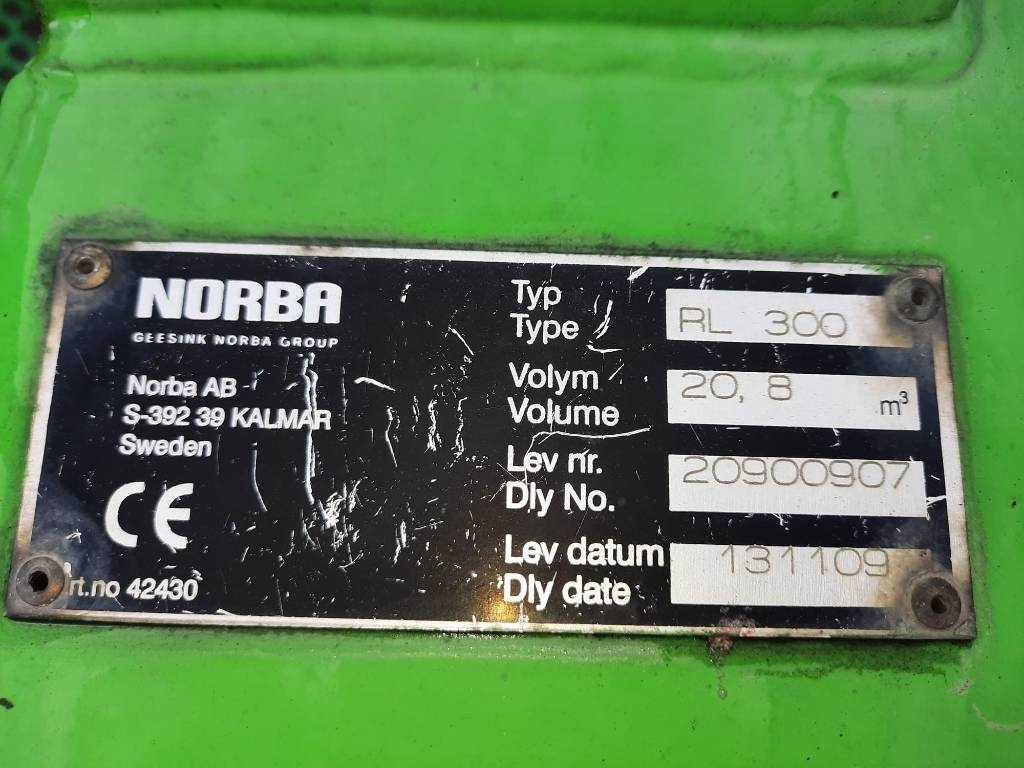 NORBA
GEESINK NORBA GROUP
Norba AB
S-392 39 KALMAR
Sweden
CE
rt.no 42430
Typ
Type
RL 300
Volym
Volume
20,8 m³
Lev nr.
Dly No.
20900907
Lev datum
Dly date
131109